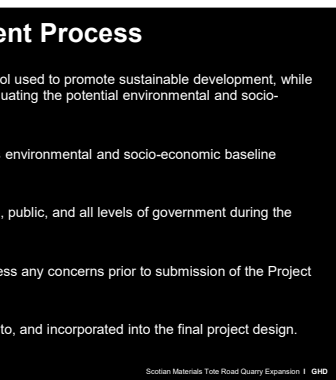 ent Process
ol used to promote sustainable development, while
uating the potential environmental and socio-
environmental and socio-economic baseline
, public, and all levels of government during the
ess any concerns prior to submission of the Project
to, and incorporated into the final project design.
Scotian Materials Tote Road Quarry Expansion I GHD